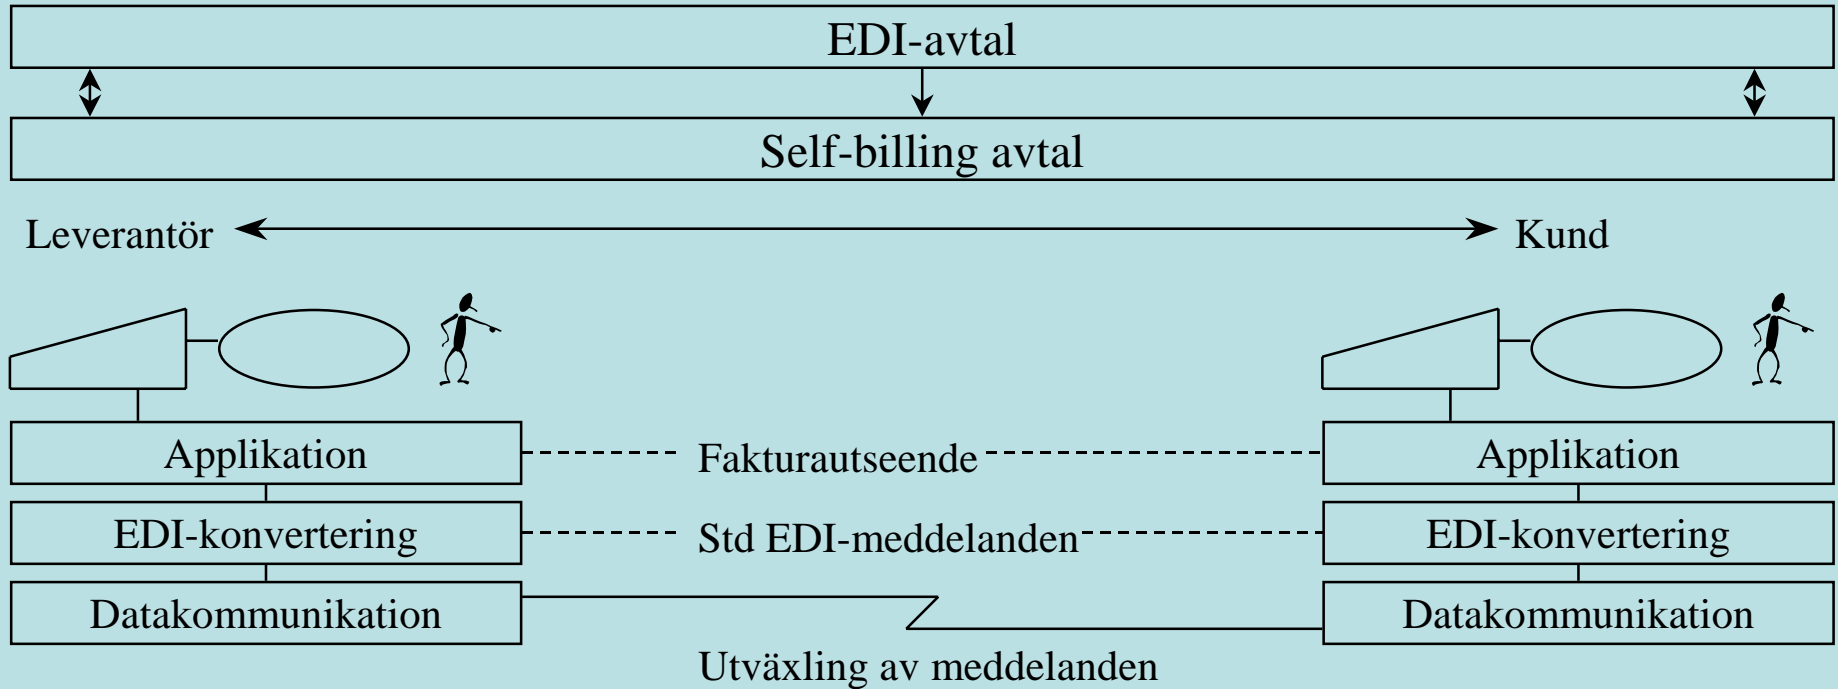 EDI-avtal
Self-billing avtal
Leverantör Kund
Applikation Fakturautseende Applikation
EDI-konvertering Std EDI-meddelanden EDI-konvertering
Datakommunikation Datakommunikation
Utväxling av meddelanden